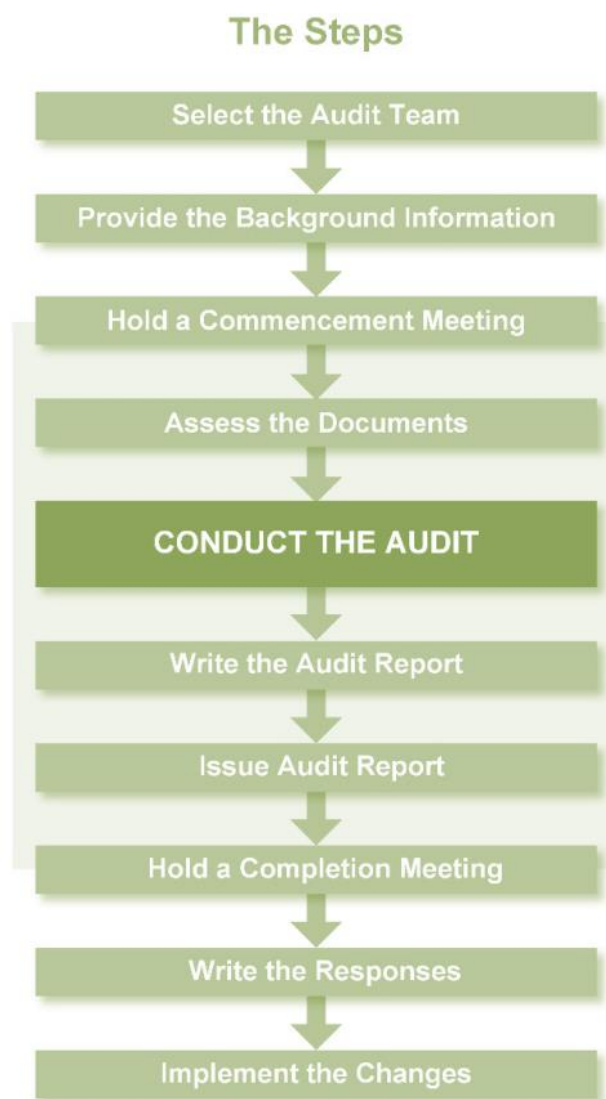 The Steps
Select the Audit Team
Provide the Background Information
Hold a Commencement Meeting
Assess the Documents
CONDUCT THE AUDIT
Write the Audit Report
Issue Audit Report
Hold a Completion Meeting
Write the Responses
Implement the Changes